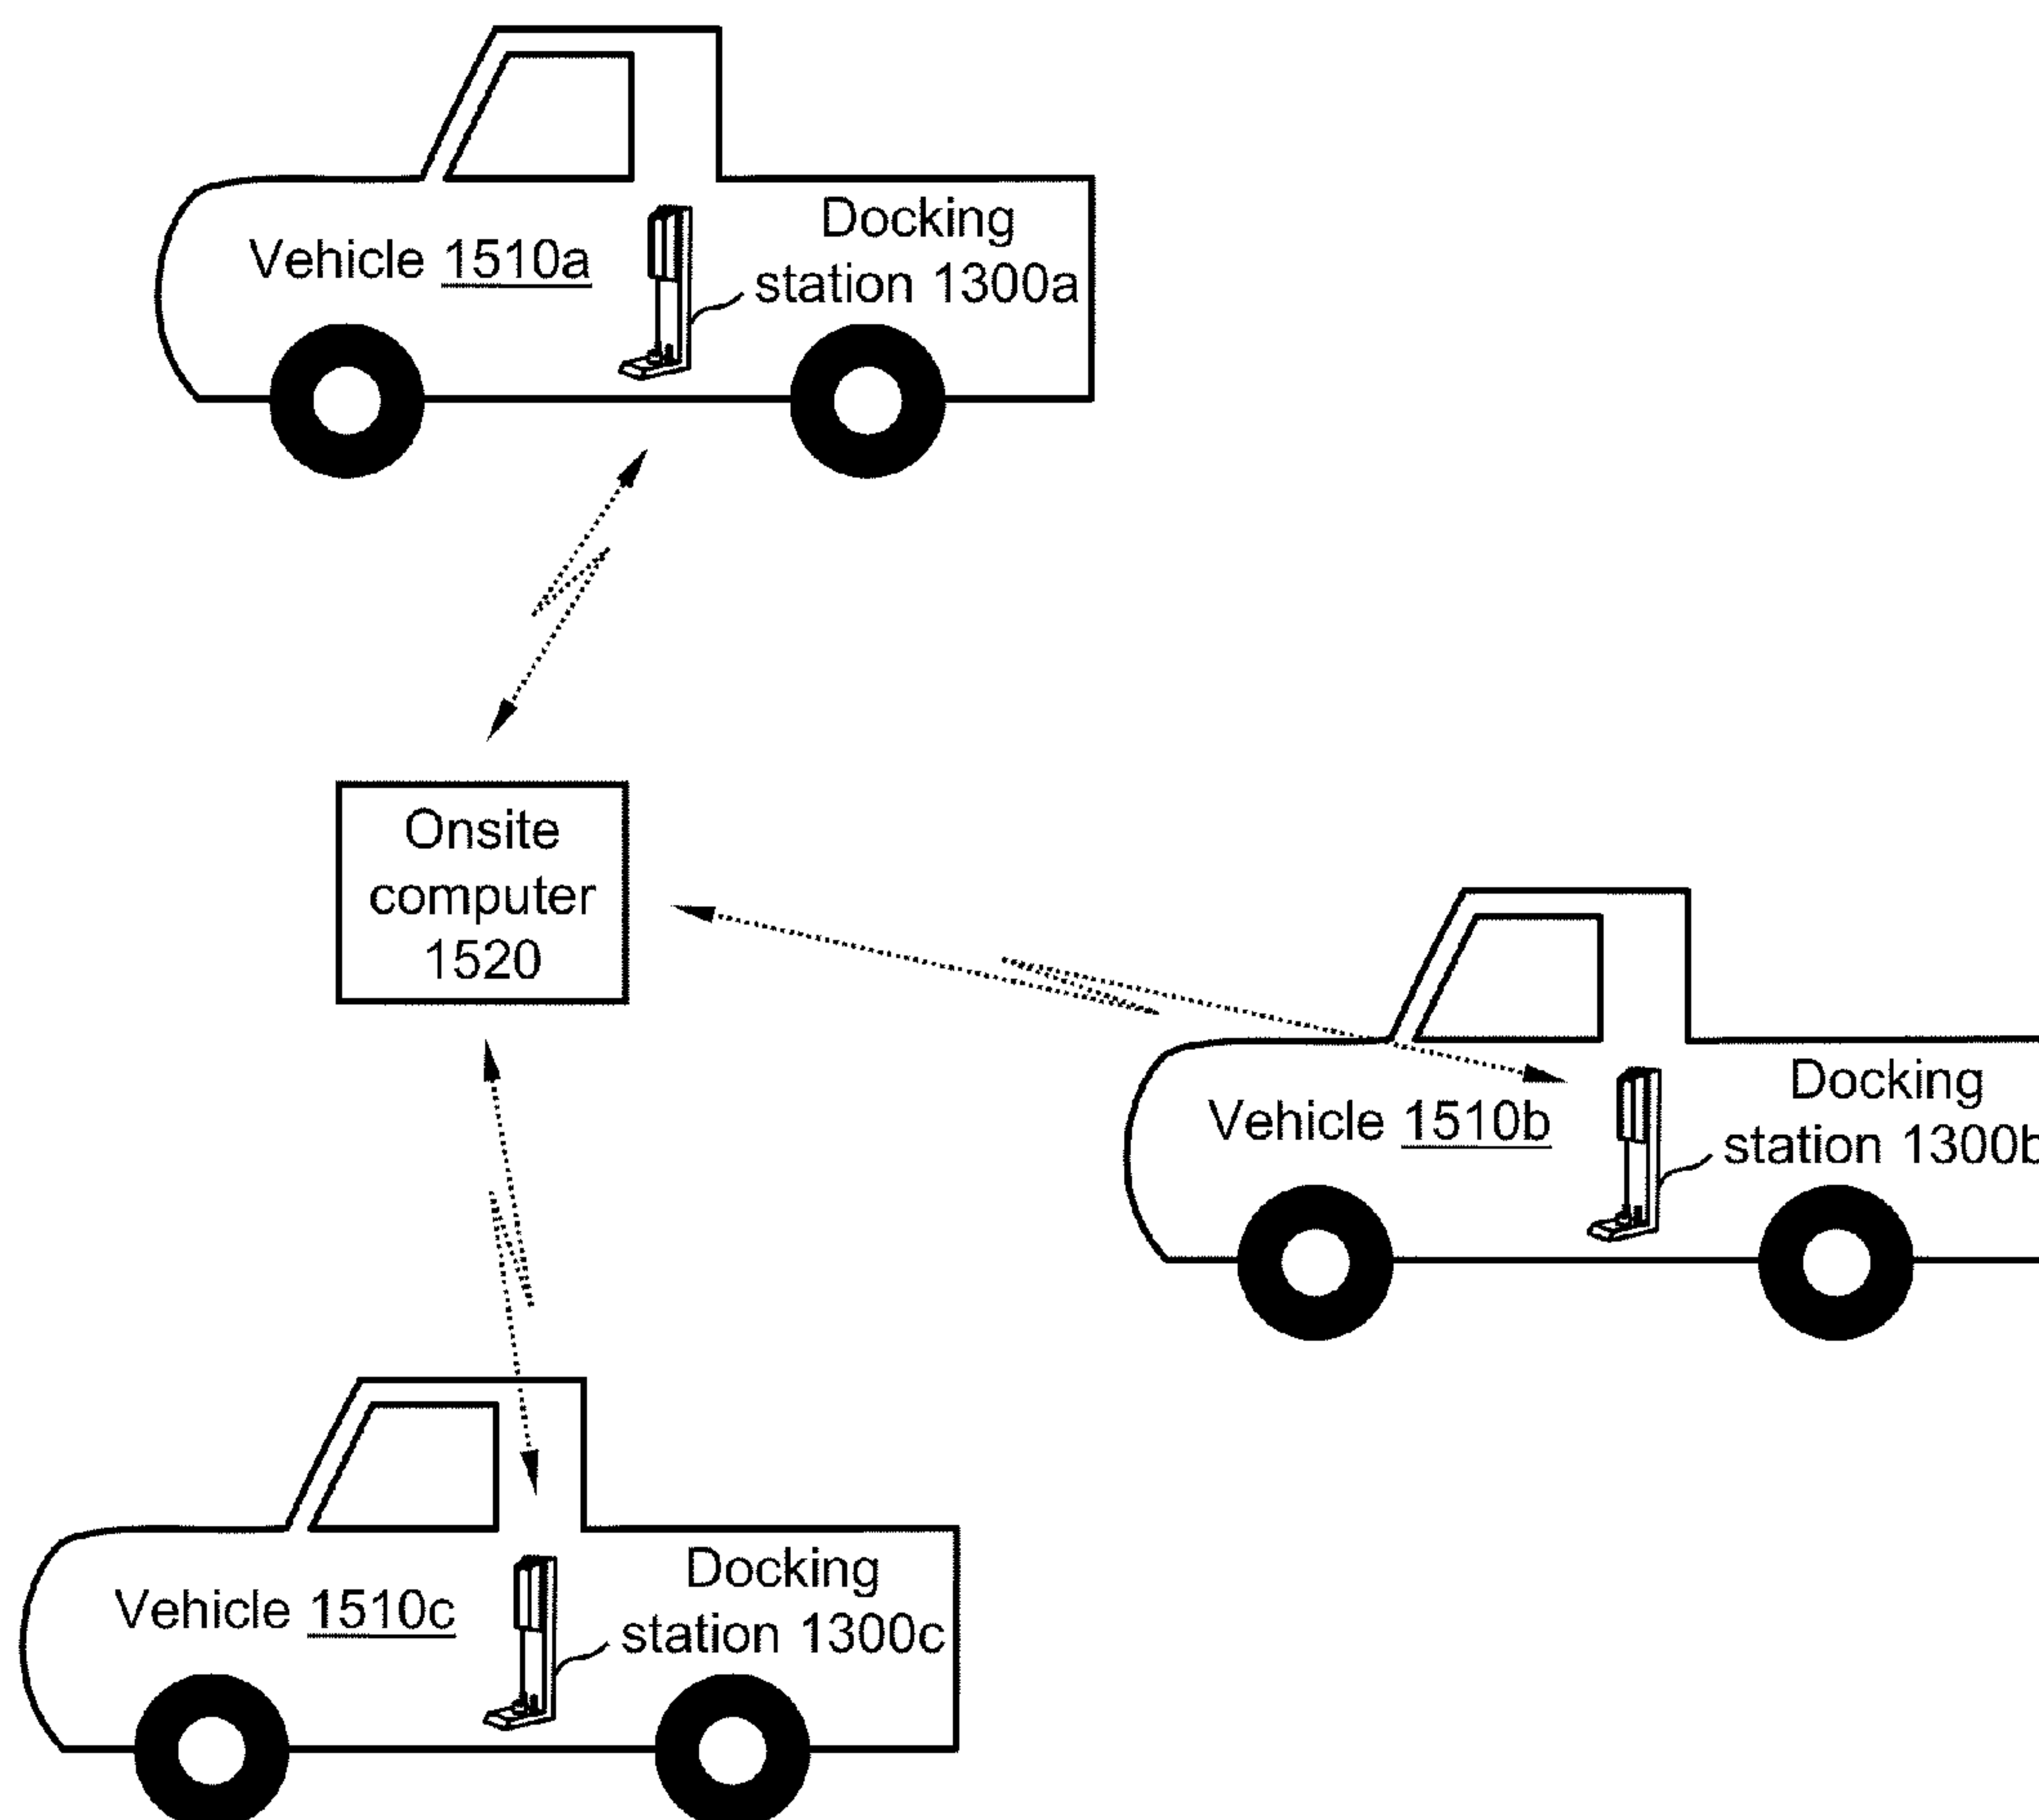 Vehicle 1510a
Docking
station 1300a
Onsite
computer
1520
Vehicle 1510b
Docking
station 1300b
Vehicle 1510c
Docking
station 1300c